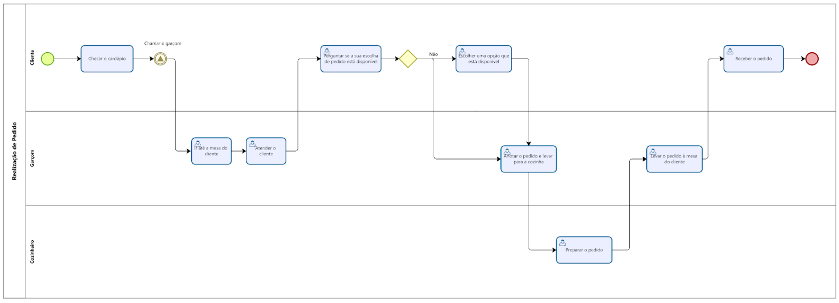 Realização de Pedido
Cliente
Checar o cardápio
Chamar o garçom
Perguntar se a sua escolha
de pedido está disponível
Não
Escolher uma opção que
está disponível
Receber o pedido
Garçom
Ir até a mesa do
cliente
Atender o
cliente
Anotar o pedido e levar
para a cozinha
Levar o pedido à mesa
do cliente
Cozinheiro
Preparar o pedido